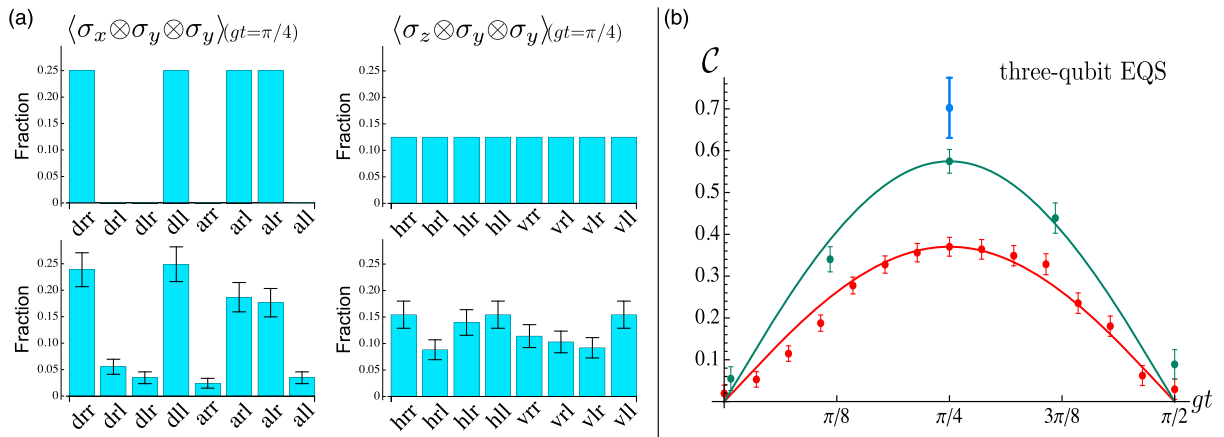 (a)
⟨σx⊗σy⊗σy⟩(gt=π/4)
Fraction
0.25
0.20
0.15
0.10
0.05
0
drr drl dlr dll arr arl alr all
Fraction
0.25
0.20
0.15
0.10
0.05
0
drr drl dlr dll arr arl alr all
⟨σz⊗σy⊗σy⟩(gt=π/4)
Fraction
0.25
0.20
0.15
0.10
0.05
0
hrr hrl hlr hll vrr vrl vlr vll
Fraction
0.25
0.20
0.15
0.10
0.05
0
hrr hrl hlr hll vrr vrl vlr vll
(b)
C
three-qubit EQS
0.7
0.6
0.5
0.4
0.3
0.2
0.1
π/8 π/4 3π/8 π/2 gt